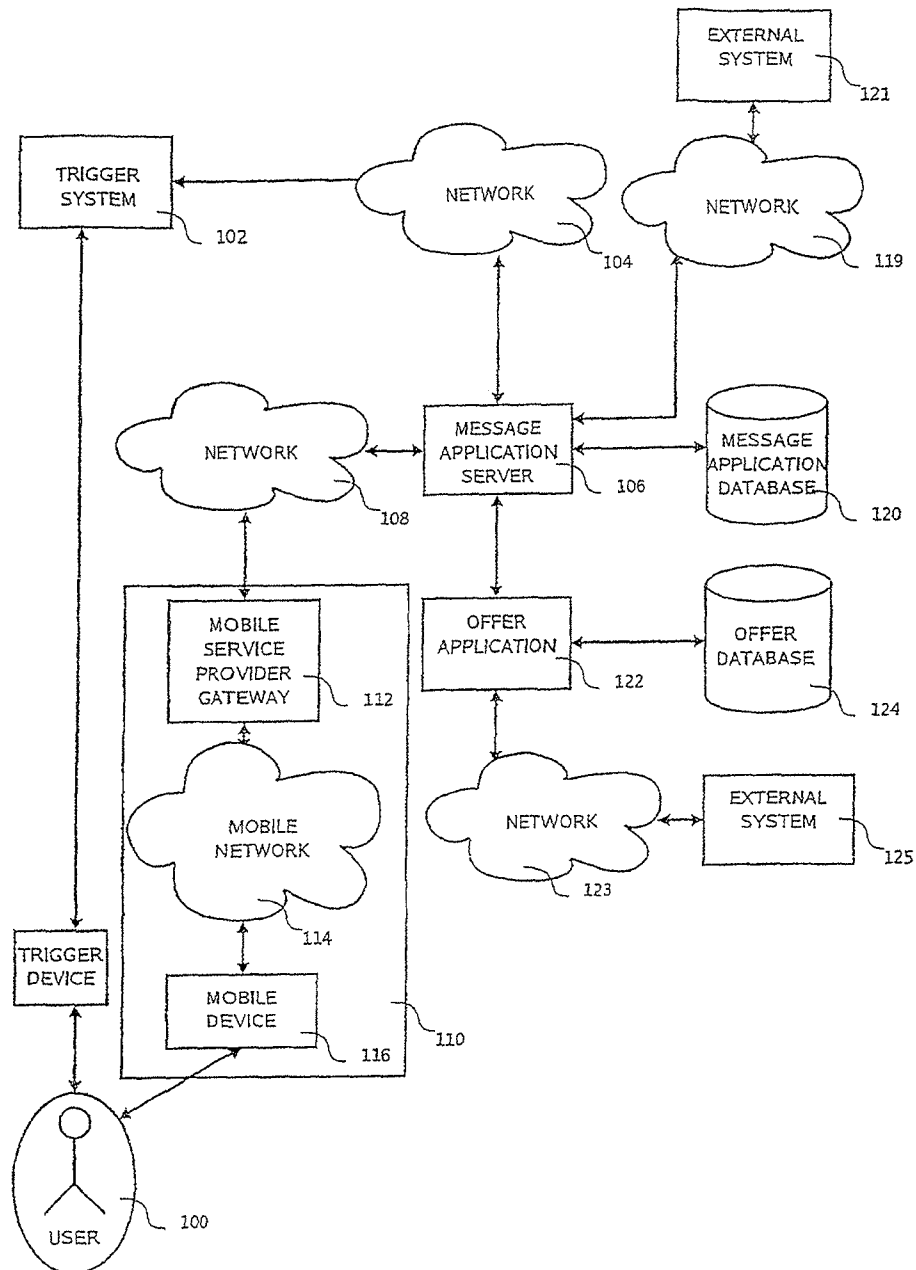 EXTERNAL
SYSTEM
121
TRIGGER
SYSTEM
102
NETWORK
104
NETWORK
119
NETWORK
108
MESSAGE
APPLICATION
SERVER
106
MESSAGE
APPLICATION
DATABASE
120
MOBILE
SERVICE
PROVIDER
GATEWAY
112
OFFER
APPLICATION
122
OFFER
DATABASE
124
MOBILE
NETWORK
114
NETWORK
123
EXTERNAL
SYSTEM
125
TRIGGER
DEVICE
MOBILE
DEVICE
116
110
USER
100